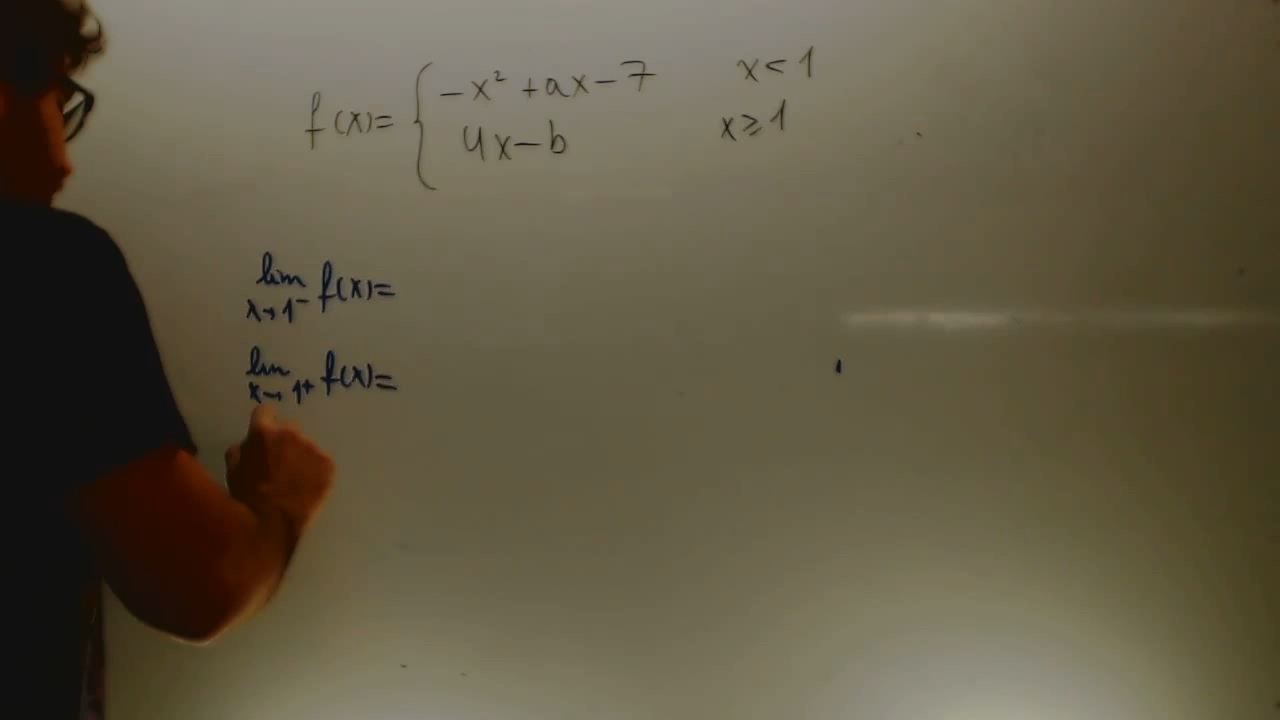 f(x)= { -x² + ax - 7    x < 1
4x - b    x ≥ 1
lim x→1⁻ f(x)=
lim x→1⁺ f(x)=